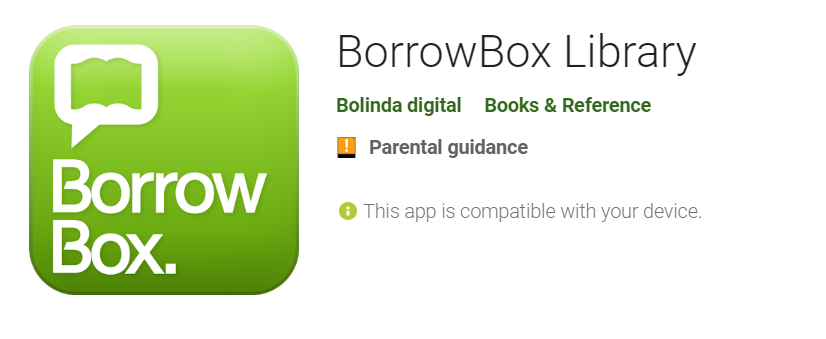 Borrow
Box.
BorrowBox Library
Bolinda digital Books & Reference
! Parental guidance
This app is compatible with your device.